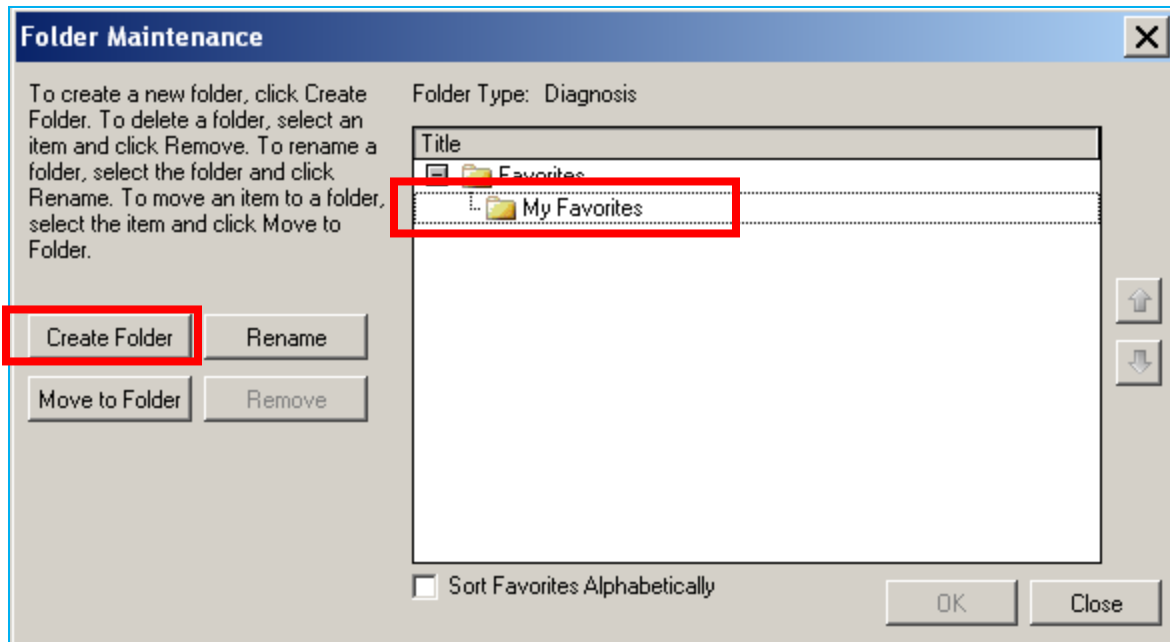 Folder Maintenance
To create a new folder, click Create
Folder. To delete a folder, select an
item and click Remove. To rename a
folder, select the folder and click
Rename. To move an item to a folder,
select the item and click Move to
Folder.
Folder Type: Diagnosis
Title
Favorites
My Favorites
Create Folder
Rename
Move to Folder
Remove
Sort Favorites Alphabetically
OK
Close